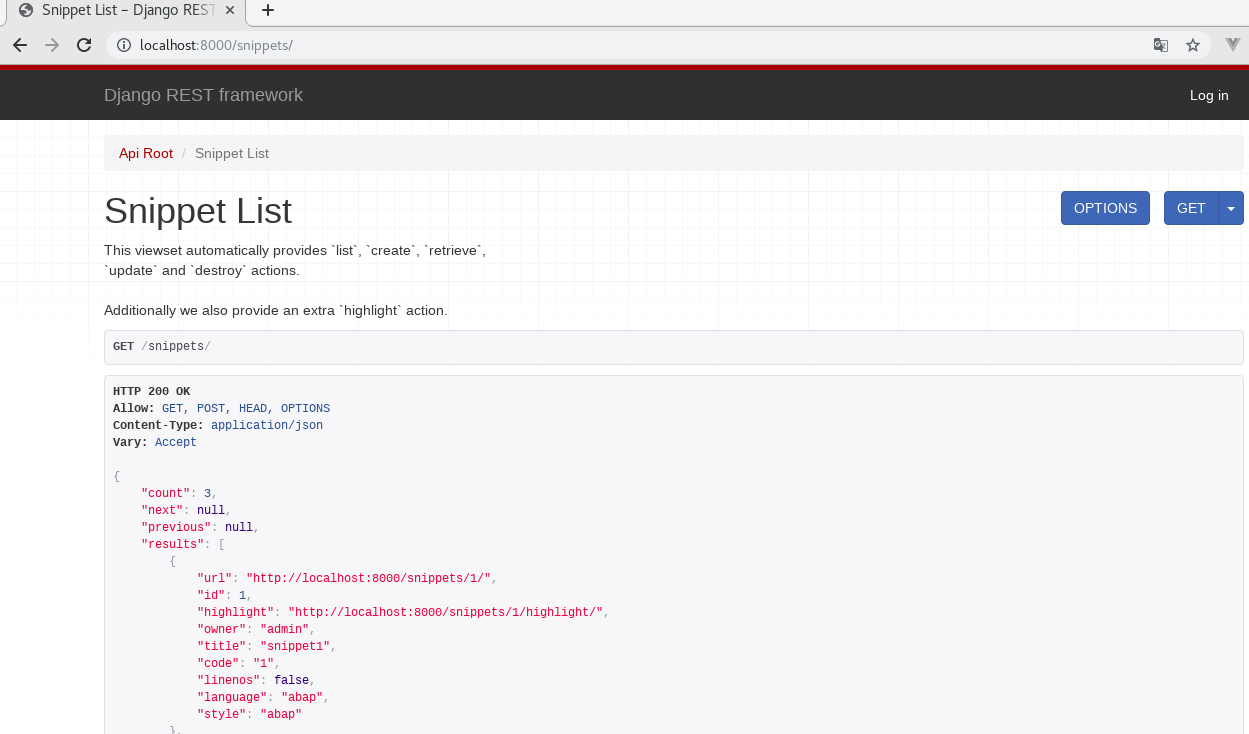 Snippet List – Django REST
localhost:8000/snippets/
Django REST framework
Log in
Api Root / Snippet List
Snippet List
OPTIONS
GET
This viewset automatically provides `list`, `create`, `retrieve`,
`update` and `destroy` actions.
Additionally we also provide an extra `highlight` action.
GET /snippets/
HTTP 200 OK
Allow: GET, POST, HEAD, OPTIONS
Content-Type: application/json
Vary: Accept
{
    "count": 3,
    "next": null,
    "previous": null,
    "results": [
        {
            "url": "http://localhost:8000/snippets/1/",
            "id": 1,
            "highlight": "http://localhost:8000/snippets/1/highlight/",
            "owner": "admin",
            "title": "snippet1",
            "code": "1",
            "linenos": false,
            "language": "abap",
            "style": "abap"
        },